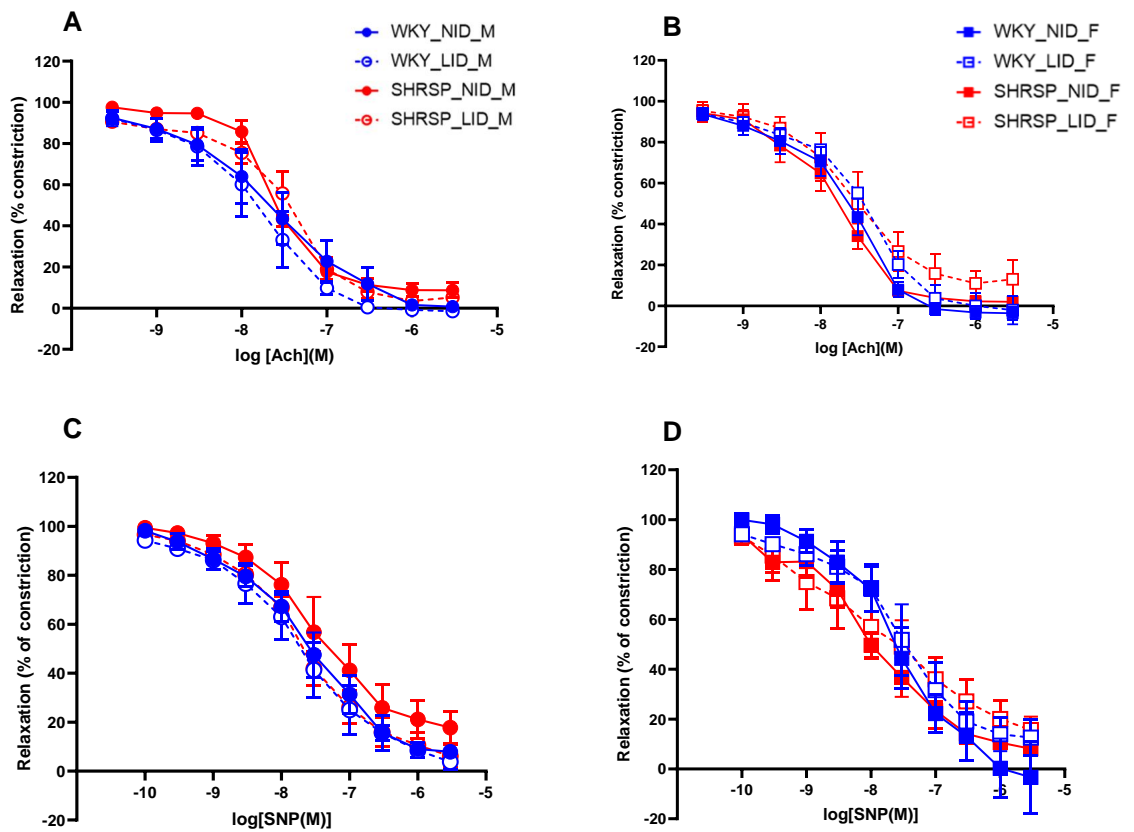 A
WKY_NID_M
WKY_LID_M
SHRSP_NID_M
SHRSP_LID_M
Relaxation (% constriction)
120
100
80
60
40
20
0
-20
-9
-8
-7
-6
-5
log [Ach](M)
B
WKY_NID_F
WKY_LID_F
SHRSP_NID_F
SHRSP_LID_F
Relaxation (% constriction)
120
100
80
60
40
20
0
-20
-9
-8
-7
-6
-5
log [Ach](M)
C
Relaxation (% of constriction)
120
100
80
60
40
20
0
-20
-10
-9
-8
-7
-6
-5
log[SNP(M)]
D
Relaxation (% of constriction)
120
100
80
60
40
20
0
-20
-10
-9
-8
-7
-6
-5
log[SNP(M)]